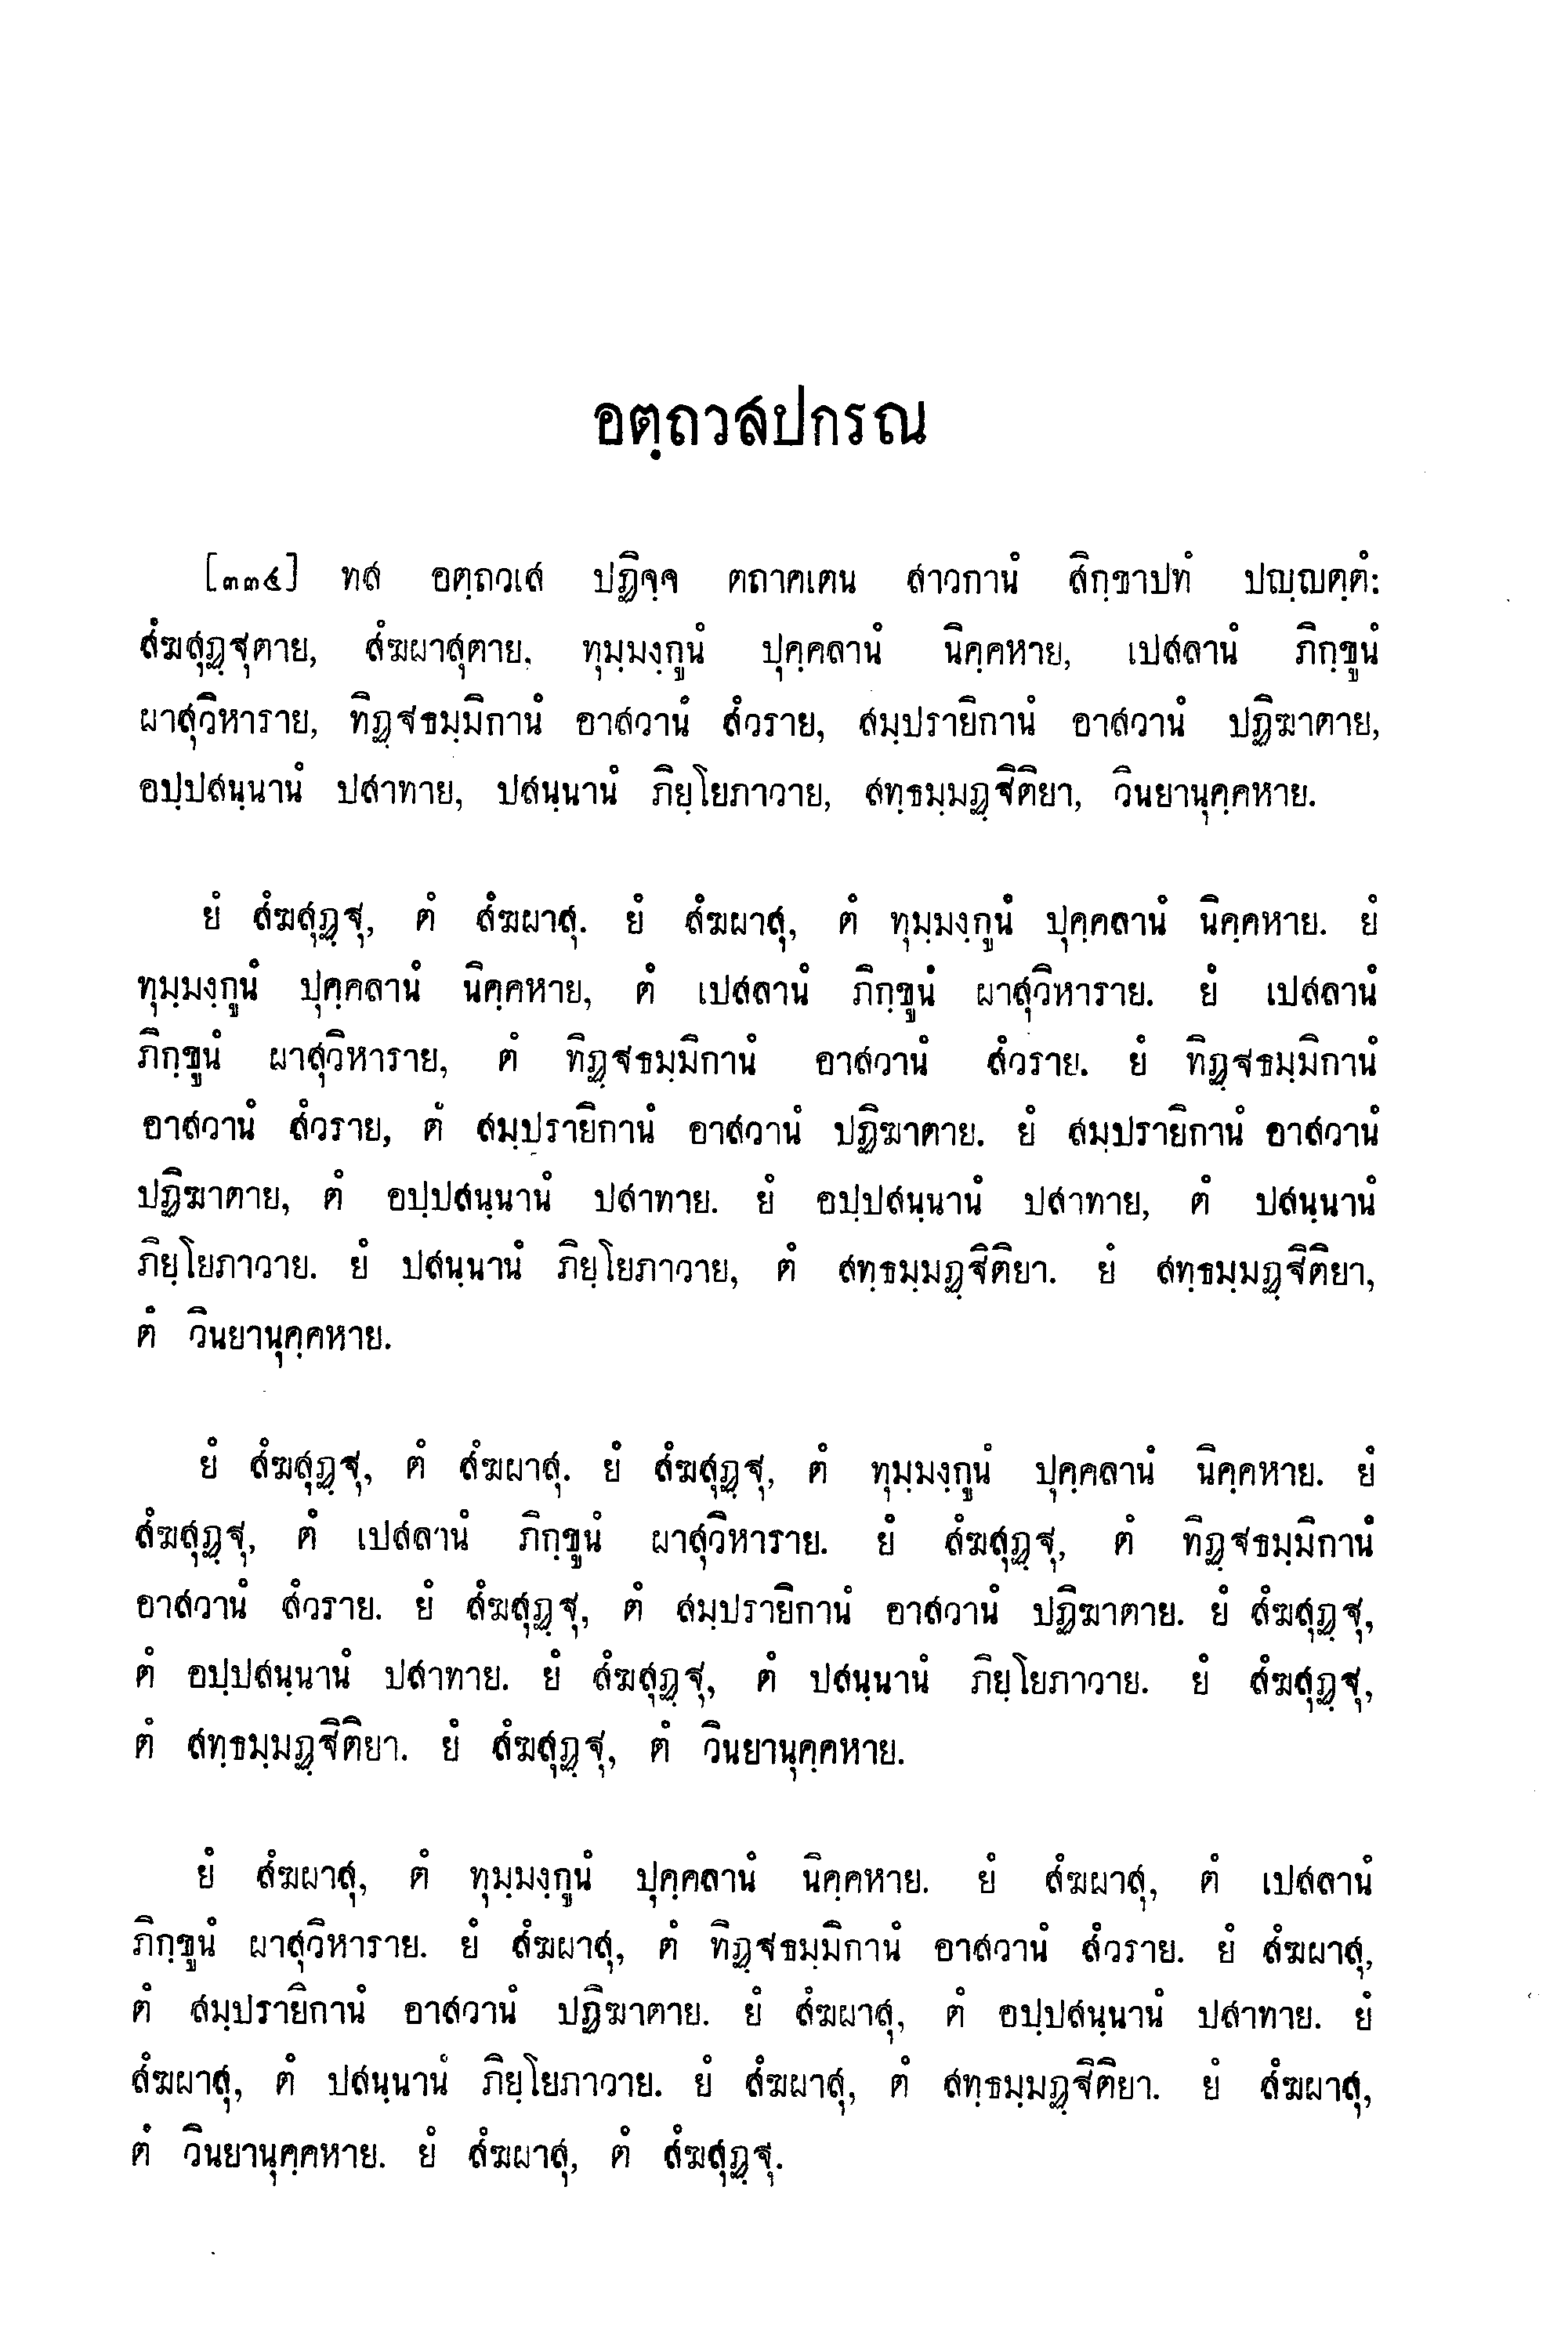 อตฺถวสปกรณ
[๓๓๔] ทส อตฺถวเส ปฏิจฺจ ตถาคเตน สาวกานํ สิกฺขาปทํ ปญฺญตฺตํ:
สํฆสุฏฺฐุตาย, สํฆผาสุตาย, ทุมฺมงฺกูนํ ปุคฺคลานํ นิคฺคหาย, เปสลานํ ภิกฺขูนํ
ผาสุวิหาราย, ทิฏฺฐธมฺมิกานํ อาสวานํ สํวราย, สมฺปรายิกานํ อาสวานํ ปฏิฆาตาย,
อปฺปสนฺนานํ ปสาทาย, ปสนฺนานํ ภิยฺโยภาวาย, สทฺธมฺมฏฺฐิติยา, วินยานุคฺคหาย.
ยํ สํฆสุฏฺฐุ, ตํ สํฆผาสุ. ยํ สํฆผาสุ, ตํ ทุมฺมงฺกูนํ ปุคฺคลานํ นิคฺคหาย. ยํ
ทุมฺมงฺกูนํ ปุคฺคลานํ นิคฺคหาย, ตํ เปสลานํ ภิกฺขูนํ ผาสุวิหาราย. ยํ เปสลานํ
ภิกฺขูนํ ผาสุวิหาราย, ตํ ทิฏฺฐธมฺมิกานํ อาสวานํ สํวราย. ยํ ทิฏฺฐธมฺมิกานํ
อาสวานํ สํวราย, ตํ สมฺปรายิกานํ อาสวานํ ปฏิฆาตาย. ยํ สมฺปรายิกานํ อาสวานํ
ปฏิฆาตาย, ตํ อปฺปสนฺนานํ ปสาทาย. ยํ อปฺปสนฺนานํ ปสาทาย, ตํ ปสนฺนานํ
ภิยฺโยภาวาย. ยํ ปสนฺนานํ ภิยฺโยภาวาย, ตํ สทฺธมฺมฏฺฐิติยา. ยํ สทฺธมฺมฏฺฐิติยา,
ตํ วินยานุคฺคหาย.
ยํ สํฆสุฏฺฐุ, ตํ สํฆผาสุ. ยํ สํฆสุฏฺฐุ, ตํ ทุมฺมงฺกูนํ ปุคฺคลานํ นิคฺคหาย. ยํ
สํฆสุฏฺฐุ, ตํ เปสลานํ ภิกฺขูนํ ผาสุวิหาราย. ยํ สํฆสุฏฺฐุ, ตํ ทิฏฺฐธมฺมิกานํ
อาสวานํ สํวราย. ยํ สํฆสุฏฺฐุ, ตํ สมฺปรายิกานํ อาสวานํ ปฏิฆาตาย. ยํ สํฆสุฏฺฐุ,
ตํ อปฺปสนฺนานํ ปสาทาย. ยํ สํฆสุฏฺฐุ, ตํ ปสนฺนานํ ภิยฺโยภาวาย. ยํ สํฆสุฏฺฐุ,
ตํ สทฺธมฺมฏฺฐิติยา. ยํ สํฆสุฏฺฐุ, ตํ วินยานุคฺคหาย.
ยํ สํฆผาสุ, ตํ ทุมฺมงฺกูนํ ปุคฺคลานํ นิคฺคหาย. ยํ สํฆผาสุ, ตํ เปสลานํ
ภิกฺขูนํ ผาสุวิหาราย. ยํ สํฆผาสุ, ตํ ทิฏฺฐธมฺมิกานํ อาสวานํ สํวราย. ยํ สํฆผาสุ,
ตํ สมฺปรายิกานํ อาสวานํ ปฏิฆาตาย. ยํ สํฆผาสุ, ตํ อปฺปสนฺนานํ ปสาทาย. ยํ
สํฆผาสุ, ตํ ปสนฺนานํ ภิยฺโยภาวาย. ยํ สํฆผาสุ, ตํ สทฺธมฺมฏฺฐิติยา. ยํ สํฆผาสุ,
ตํ วินยานุคฺคหาย. ยํ สํฆผาสุ, ตํ สํฆสุฏฺฐุ.